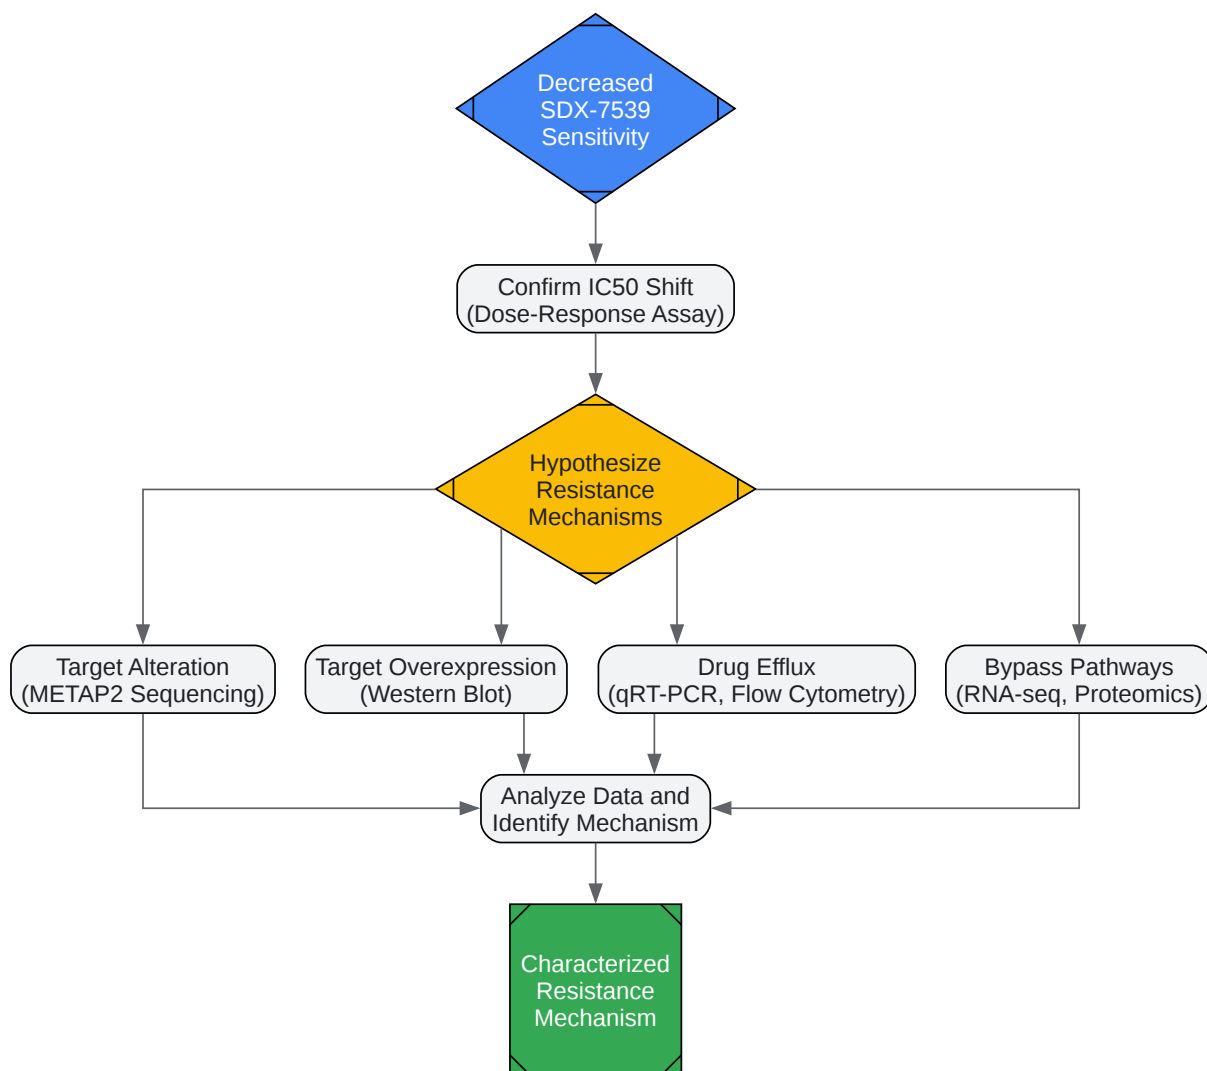 Decreased
SDX-7539
Sensitivity
Confirm IC50 Shift
(Dose-Response Assay)
Hypothesize
Resistance
Mechanisms
Target Alteration
(METAP2 Sequencing)
Target Overexpression
(Western Blot)
Drug Efflux
(qRT-PCR, Flow Cytometry)
Bypass Pathways
(RNA-seq, Proteomics)
Analyze Data and
Identify Mechanism
Characterized
Resistance
Mechanism